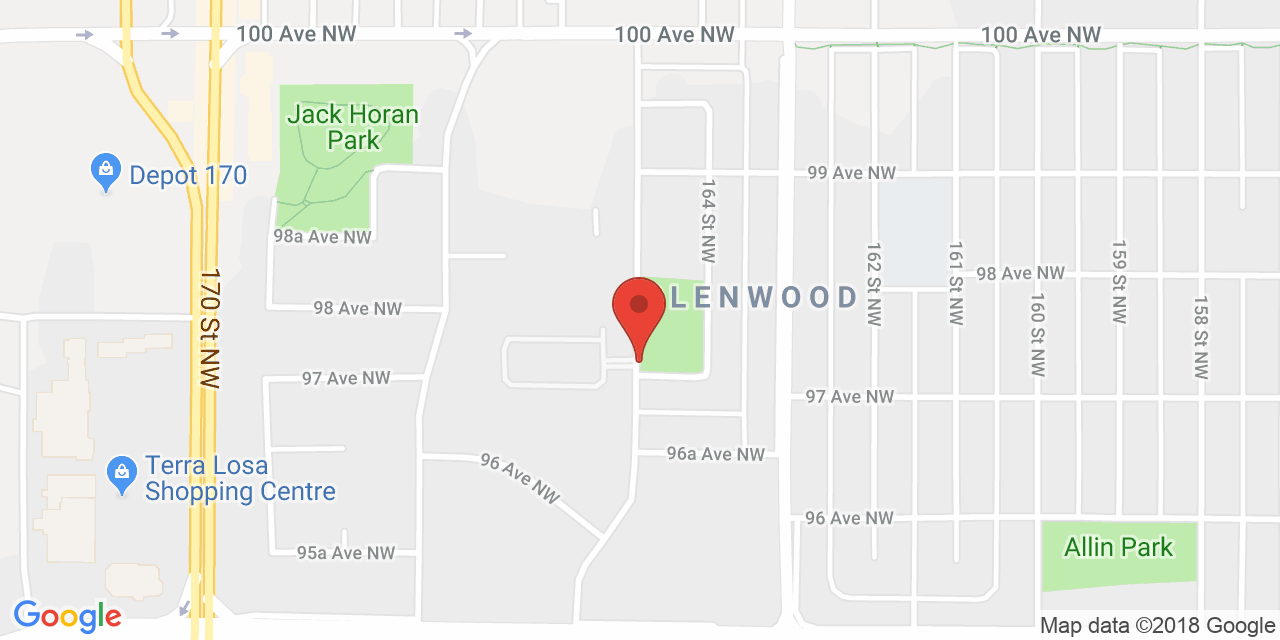 100 Ave NW
100 Ave NW
100 Ave NW
Jack Horan
Park
Depot 170
99 Ave NW
164 St NW
98a Ave NW
162 St NW
161 St NW
159 St NW
98 Ave NW
LENWOOD
170 St NW
98 Ave NW
160 St NW
158 St NW
97 Ave NW
97 Ave NW
96a Ave NW
Terra Losa
Shopping Centre
96 Ave NW
96 Ave NW
95a Ave NW
Allin Park
Google
Map data ©2018 Google